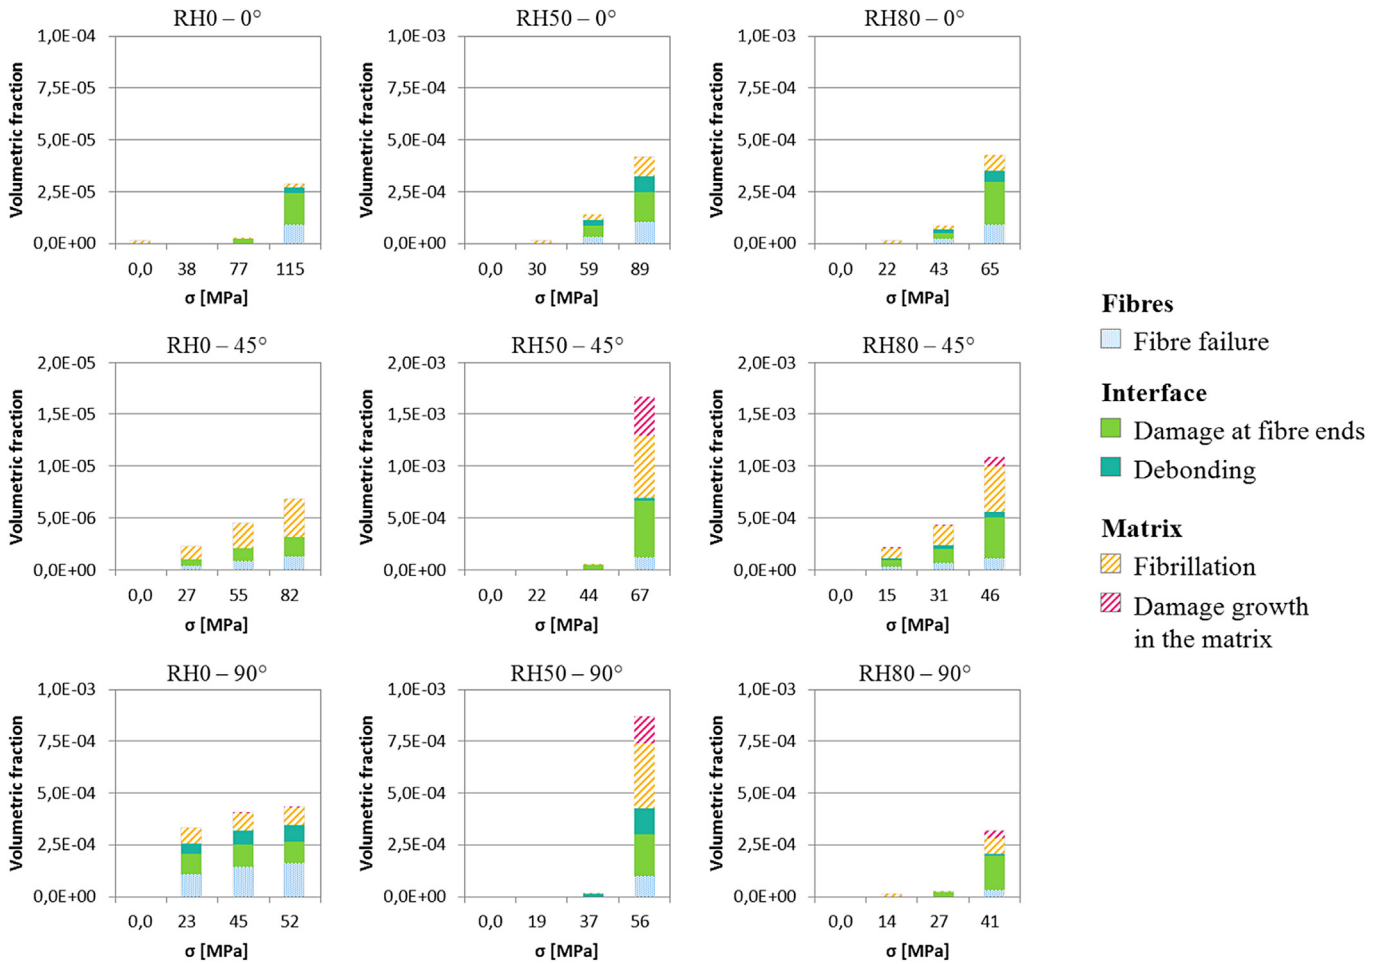 RH0 – 0°
1,0E-04
7,5E-05
5,0E-05
2,5E-05
0,0E+00
Volumetric fraction
0,0 38 77 115
σ [MPa]
RH50 – 0°
1,0E-03
7,5E-04
5,0E-04
2,5E-04
0,0E+00
Volumetric fraction
0,0 30 59 89
σ [MPa]
RH80 – 0°
1,0E-03
7,5E-04
5,0E-04
2,5E-04
0,0E+00
Volumetric fraction
0,0 22 43 65
σ [MPa]
RH0 – 45°
2,0E-05
1,5E-05
1,0E-05
5,0E-06
0,0E+00
Volumetric fraction
0,0 27 55 82
σ [MPa]
RH50 – 45°
2,0E-03
1,5E-03
1,0E-03
5,0E-04
0,0E+00
Volumetric fraction
0,0 22 44 67
σ [MPa]
RH80 – 45°
2,0E-03
1,5E-03
1,0E-03
5,0E-04
0,0E+00
Volumetric fraction
0,0 15 31 46
σ [MPa]
RH0 – 90°
1,0E-03
7,5E-04
5,0E-04
2,5E-04
0,0E+00
Volumetric fraction
0,0 23 45 52
σ [MPa]
RH50 – 90°
1,0E-03
7,5E-04
5,0E-04
2,5E-04
0,0E+00
Volumetric fraction
0,0 19 37 56
σ [MPa]
RH80 – 90°
1,0E-03
7,5E-04
5,0E-04
2,5E-04
0,0E+00
Volumetric fraction
0,0 14 27 41
σ [MPa]
Fibres
Fibre failure
Interface
Damage at fibre ends
Debonding
Matrix
Fibrillation
Damage growth
in the matrix